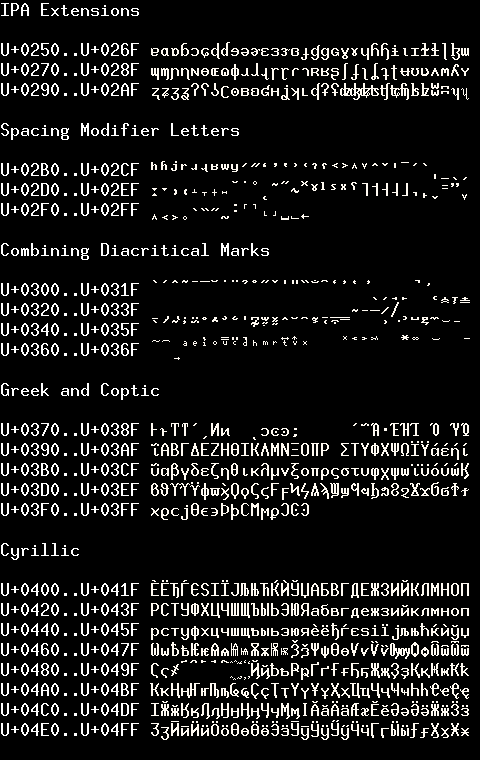 IPA Extensions
U+0250..U+026F ɐɑɒɓɔɕɖɗɘəɚɛɜɝɞɟɠɡɢɣɤɥɦɧɨɩɪɫɬɭɮɯ
U+0270..U+028F ɰɱɲɳɴɵɶɷɸɹɺɻɼɽɾɿʀʁʂʃʄʅʆʇʈʉʊʋʌʍʎʏ
U+0290..U+02AF ʐʑʒʓʔʕʖʗʘʙʚʛʜʝʞʟʠʡʢʣʤʥʦʧʨʩʪʫʬʭʮʯ
Spacing Modifier Letters
U+02B0..U+02CF ʰʱʲʳʴʵʶʷʸʹʺʻʼʽʾʿˀˁ˂˃˄˅ˆˇˈˉˊˋˌˍˎˏ
U+02D0..U+02EF ːˑ˒˓˔˕˖˗˘˙˚˛˜˝˞˟ˠˡˢˣˤ˥˦˧˨˩˪˫ˬ˭ˮ˯
U+02F0..U+02FF ˰˱˲˳˴˵˶˷˸˹˺˻˼˽˾˿
Combining Diacritical Marks
U+0300..U+031F
U+0320..U+033F
U+0340..U+035F
U+0360..U+036F
Greek and Coptic
U+0370..U+038F ͰͱͲͳʹ͵Ͷͷ  ͺͻͼͽ;     ΄΅Ά·ΈΉΊ Ό ΎΏ
U+0390..U+03AF ΐΑΒΓΔΕΖΗΘΙΚΛΜΝΞΟΠΡ ΣΤΥΦΧΨΩΪΫάέήί
U+03B0..U+03CF ΰαβγδεζηθικλμνξοπρςστυφχψωϊϋόύώϏ
U+03D0..U+03EF ϐϑϒϓϔϕϖϗϘϙϚϛϜϝϞϟϠϡϢϣϤϥϦϧϨϩϪϫϬϭϮϯ
U+03F0..U+03FF ϰϱϲϳϴϵ϶ϷϸϹϺϻϼϽϾϿ
Cyrillic
U+0400..U+041F ЀЁЂЃЄЅІЇЈЉЊЋЌЍЎЏАБВГДЕЖЗИЙКЛМНОП
U+0420..U+043F РСТУФХЦЧШЩЪЫЬЭЮЯабвгдежзийклмноп
U+0440..U+045F рстуфхцчшщъыьэюяѐёђѓєѕіїјљњћќѝўџ
U+0460..U+047F ѠѡѢѣѤѥѦѧѨѩѪѫѬѭѮѯѰѱѲѳѴѵѶѷѸѹѺѻѼѽѾѿ
U+0480..U+049F Ҁҁ҂ ҊҋҌҍҎҏҐґҒғҔҕҖҗҘҙҚқҜҝҞҟ
U+04A0..U+04BF ҠҡҢңҤҥҦҧҨҩҪҫҬҭҮүҰұҲҳҴҵҶҷҸҹҺһҼҽҾҿ
U+04C0..U+04DF ӀӁӂӃӄӅӆӇӈӉӊӋӌӍӎӏӐӑӒӓӔӕӖӗӘәӚӛӜӝӞӟ
U+04E0..U+04FF ӠӡӢӣӤӥӦӧӨөӪӫӬӭӮӯӰӱӲӳӴӵӶӷӸӹӺӻӼӽӾӿ